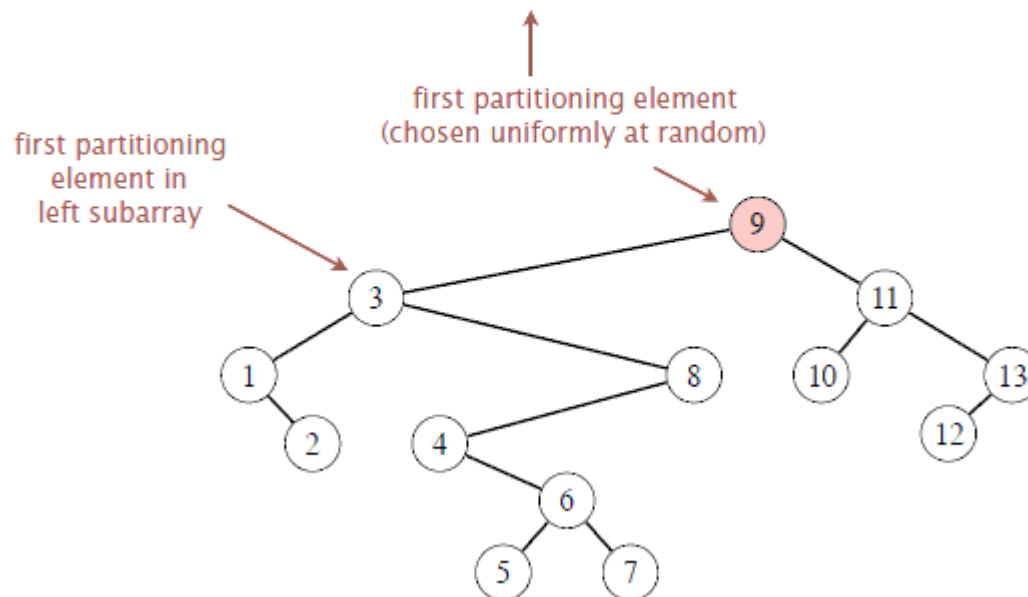 first partitioning element
(chosen uniformly at random)
first partitioning
element in
left subarray
9
3
11
1
8
10
13
2
4
12
6
5
7